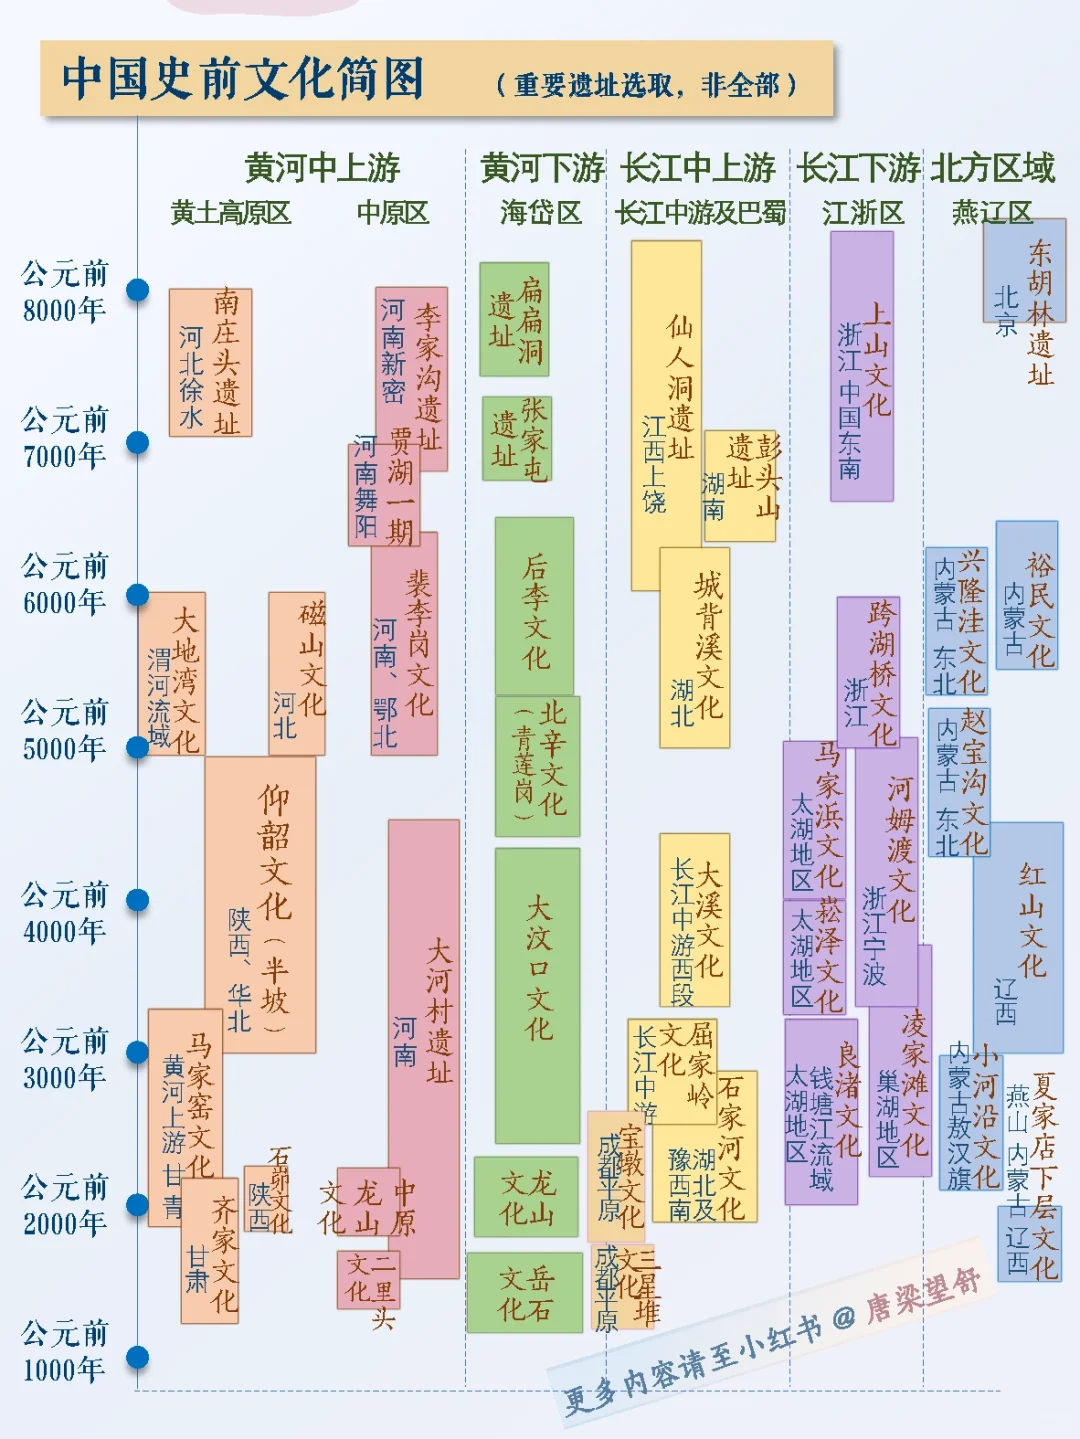 中国史前文化简图
（重要遗址选取，非全部）
黄河中上游
黄河下游
长江中上游
长江下游
北方区域
黄土高原区
中原区
海岱区
长江中游及巴蜀
江浙区
燕辽区
公元前
8000年
公元前
7000年
公元前
6000年
公元前
5000年
公元前
4000年
公元前
3000年
公元前
2000年
公元前
1000年
南庄头遗址
河北徐水
大地湾文化
渭河流域
磁山文化
河北
仰韶文化（半坡）
陕西、华北
马家窑文化
黄河上游 甘青
齐家文化
甘肃
石峁文化
陕西
李家沟遗址
河南新密
贾湖一期
河南舞阳
裴李岗文化
河南、鄂北
大河村遗址
河南
中原
龙山
文化
二里头
文化
扁扁洞
遗址
张家屯
遗址
后李文化
北辛文化
（青莲岗）
大汶口文化
龙山
文化
岳石
文化
仙人洞遗址
江西上饶
彭头山
遗址
湖南
城背溪文化
湖北
大溪文化
长江中游西段
屈家岭
文化
长江中游
石家河文化
湖北及
豫西南
宝墩文化
成都平原
三星堆
文化
成都平原
上山文化
浙江 中国东南
跨湖桥文化
浙江
马家浜文化
太湖地区
河姆渡文化
浙江宁波
崧泽文化
太湖地区
良渚文化
钱塘江流域
太湖地区
凌家滩文化
巢湖地区
东胡林遗址
北京
裕民文化
内蒙古
兴隆洼文化
内蒙古 东北
赵宝沟文化
内蒙古 东北
红山文化
辽西
小河沿文化
内蒙古敖汉旗
夏家店下层文化
燕山 内蒙古 辽西
更多内容请至小红书 @ 唐梁望舒